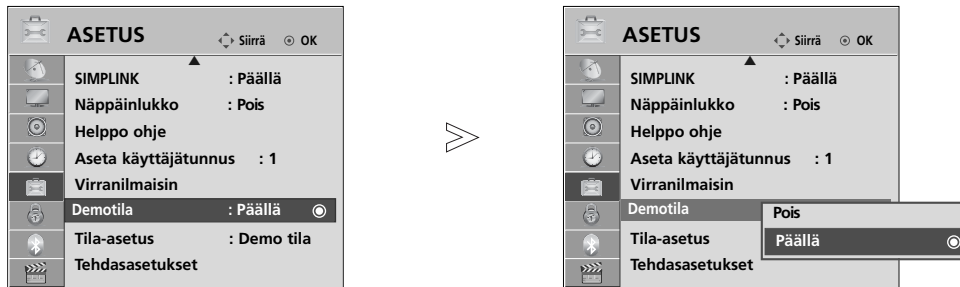 ASETUS Siirrä OK
SIMPLINK : Päällä
Näppäinlukko : Pois
Helppo ohje
Aseta käyttäjätunnus : 1
Virranilmaisin
Demotila : Päällä
Tila-asetus : Demo tila
Tehdasasetukset
ASETUS Siirrä OK
SIMPLINK : Päällä
Näppäinlukko : Pois
Helppo ohje
Aseta käyttäjätunnus : 1
Virranilmaisin
Demotila
Pois
Tila-asetus
Päällä
Tehdasasetukset